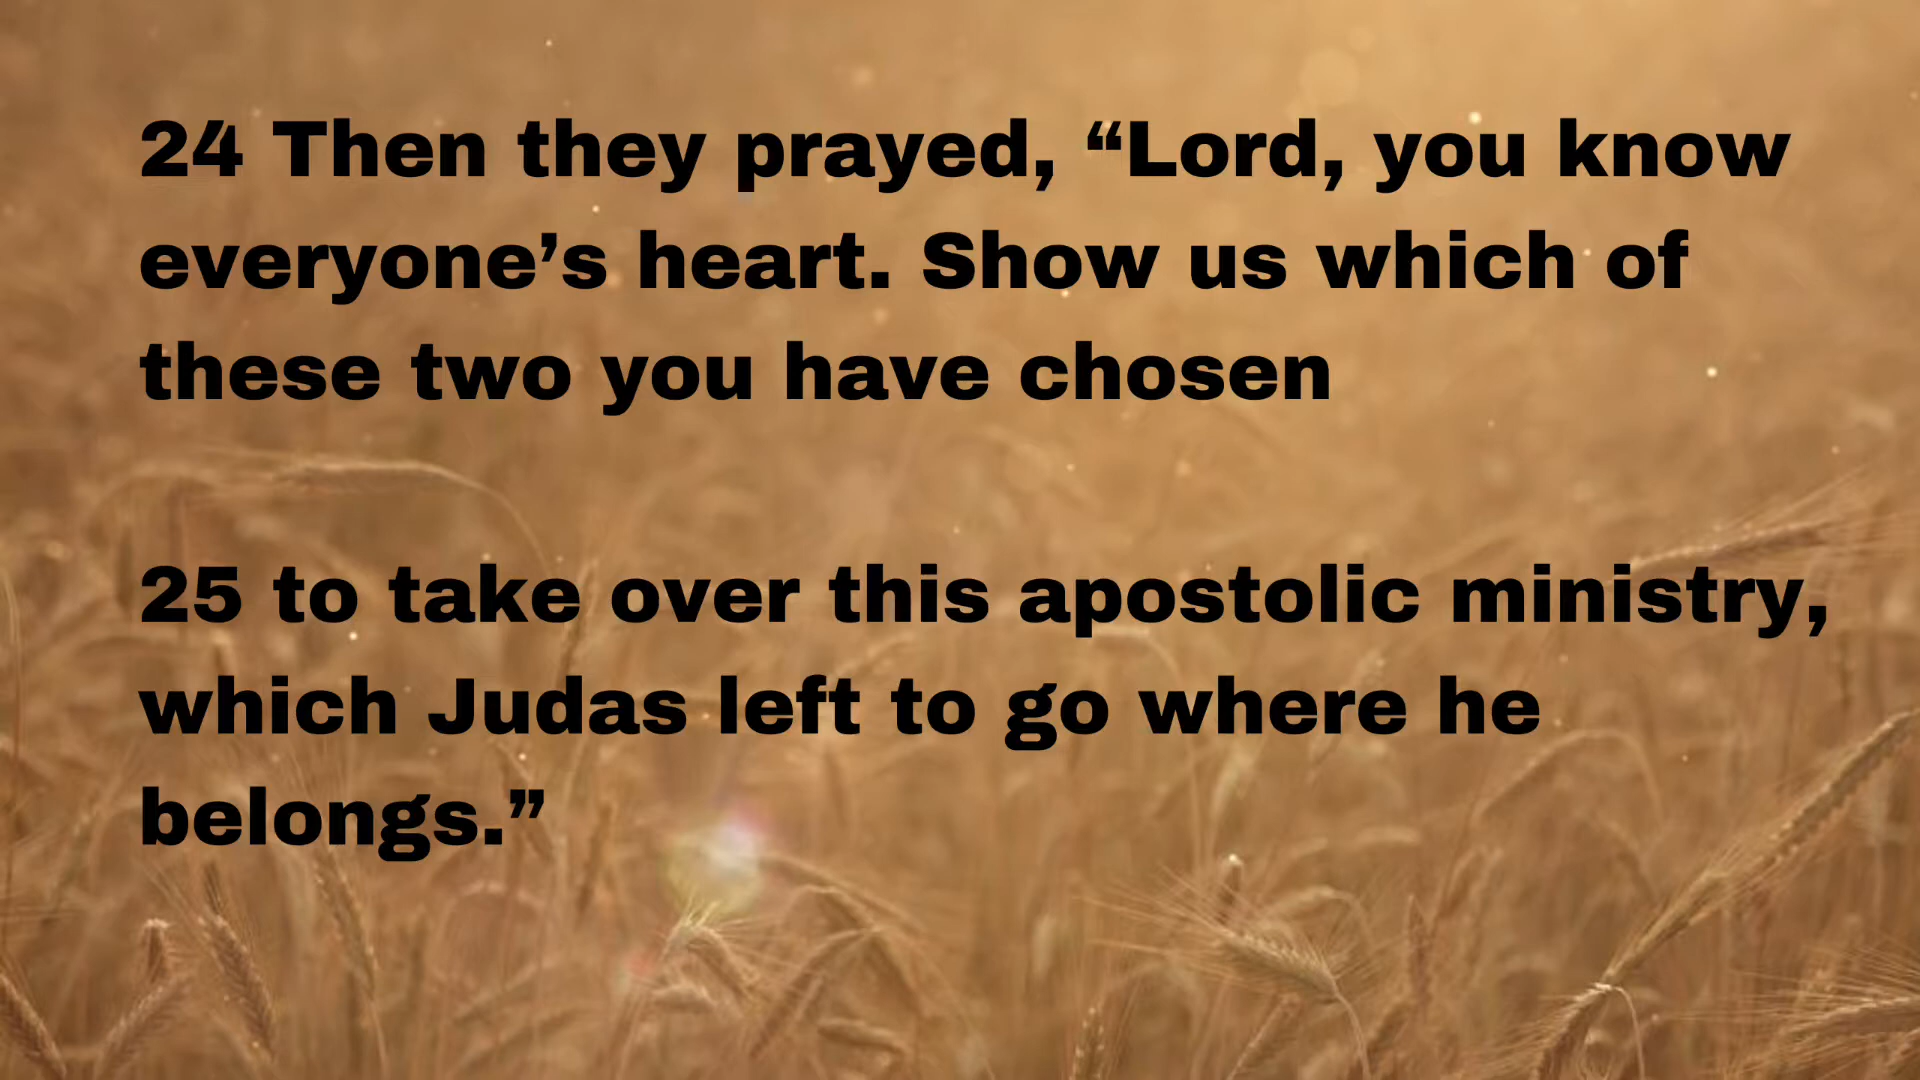 24 Then they prayed, “Lord, you know
everyone’s heart. Show us which of
these two you have chosen
25 to take over this apostolic ministry,
which Judas left to go where he
belongs.”